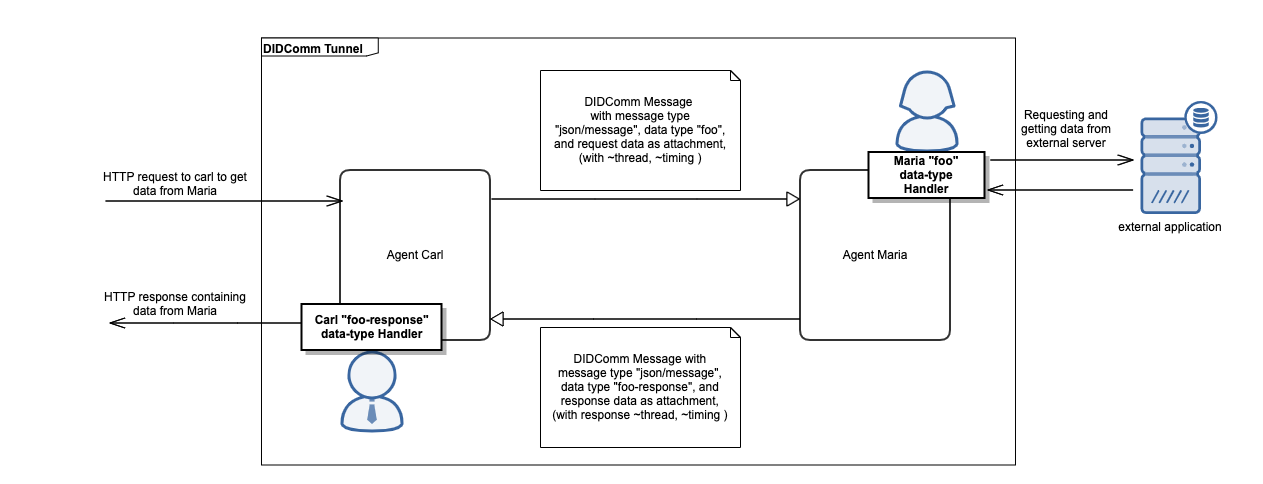 DIDComm Tunnel
DIDComm Message
with message type
"json/message", data type "foo",
and request data as attachment,
(with ~thread, ~timing )
Requesting and
getting data from
external server
Maria "foo"
data-type
Handler
HTTP request to carl to get
data from Maria
external application
Agent Carl
Agent Maria
HTTP response containing
data from Maria
Carl "foo-response"
data-type Handler
DIDComm Message with
message type "json/message",
data type "foo-response", and
response data as attachment,
(with response ~thread, ~timing )